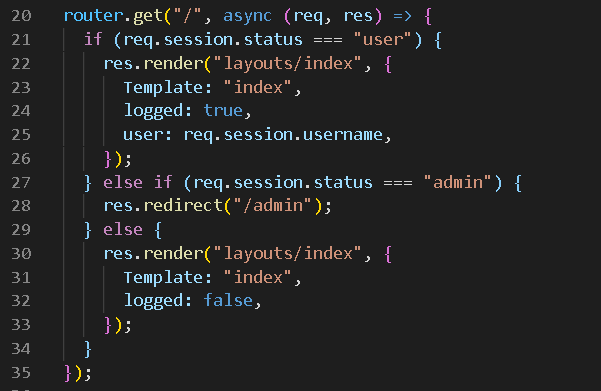 20 router.get("/", async (req, res) => {
21 if (req.session.status === "user") {
22 res.render("layouts/index", {
23 Template: "index",
24 logged: true,
25 user: req.session.username,
26 });
27 } else if (req.session.status === "admin") {
28 res.redirect("/admin");
29 } else {
30 res.render("layouts/index", {
31 Template: "index",
32 logged: false,
33 });
34 }
35 });